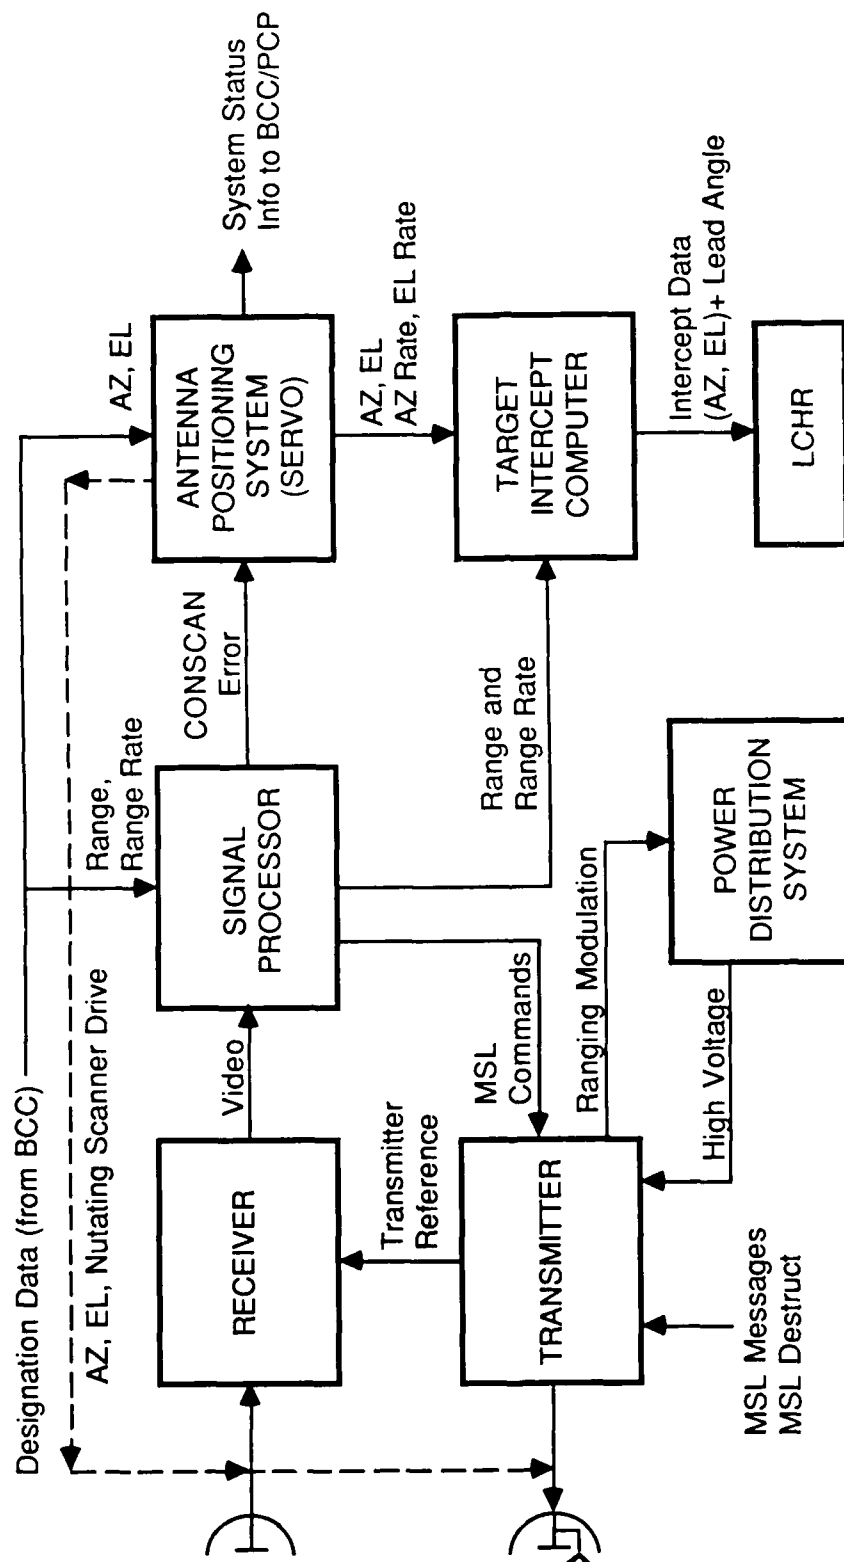 Designation Data (from BCC)
AZ, EL, Nutating Scanner Drive
Range,
Range Rate
AZ, EL
RECEIVER
Video
SIGNAL
PROCESSOR
CONSCAN
Error
ANTENNA
POSITIONING
SYSTEM
(SERVO)
System Status
Info to BCC/PCP
Transmitter
Reference
MSL
Commands
AZ, EL
AZ Rate, EL Rate
TRANSMITTER
Ranging Modulation
Range and
Range Rate
TARGET
INTERCEPT
COMPUTER
High Voltage
POWER
DISTRIBUTION
SYSTEM
Intercept Data
(AZ, EL)+ Lead Angle
LCHR
MSL Messages
MSL Destruct